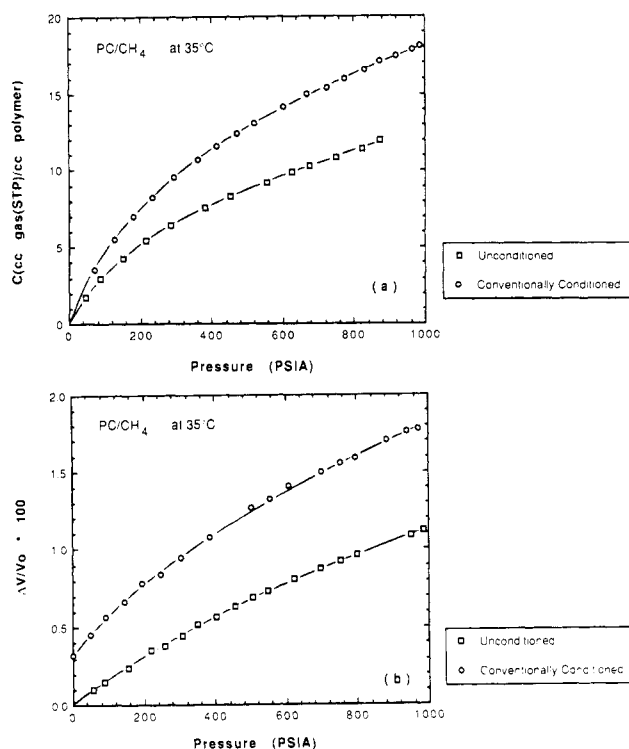 20
PC/CH4 at 35°C
15
10
5
0
C(cc gas(STP)/cc polymer)
(a)
0 200 400 600 800 1000
Pressure (PSIA)
Unconditioned
Conventionally Conditioned
2.0
PC/CH4 at 35°C
1.5
1.0
0.5
0.0
ΔV/Vo * 100
(b)
0 200 400 600 800 1000
Pressure (PSIA)
Unconditioned
Conventionally Conditioned